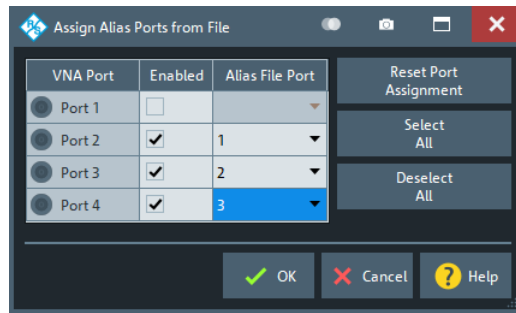 Assign Alias Ports from File
VNA Port Enabled Alias File Port
Port 1
Port 2 1
Port 3 2
Port 4 3
Reset Port
Assignment
Select
All
Deselect
All
OK Cancel ? Help